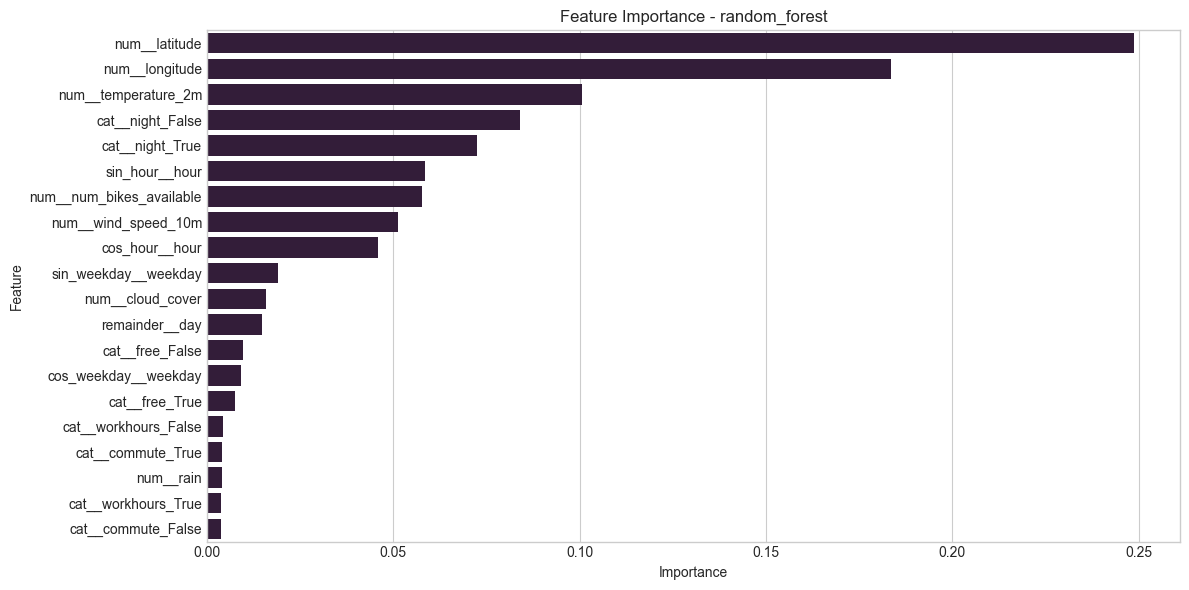 Feature Importance - random_forest
Feature
num__latitude
num__longitude
num__temperature_2m
cat__night_False
cat__night_True
sin_hour__hour
num__num_bikes_available
num__wind_speed_10m
cos_hour__hour
sin_weekday__weekday
num__cloud_cover
remainder__day
cat__free_False
cos_weekday__weekday
cat__free_True
cat__workhours_False
cat__commute_True
num__rain
cat__workhours_True
cat__commute_False
0.00 0.05 0.10 0.15 0.20 0.25
Importance